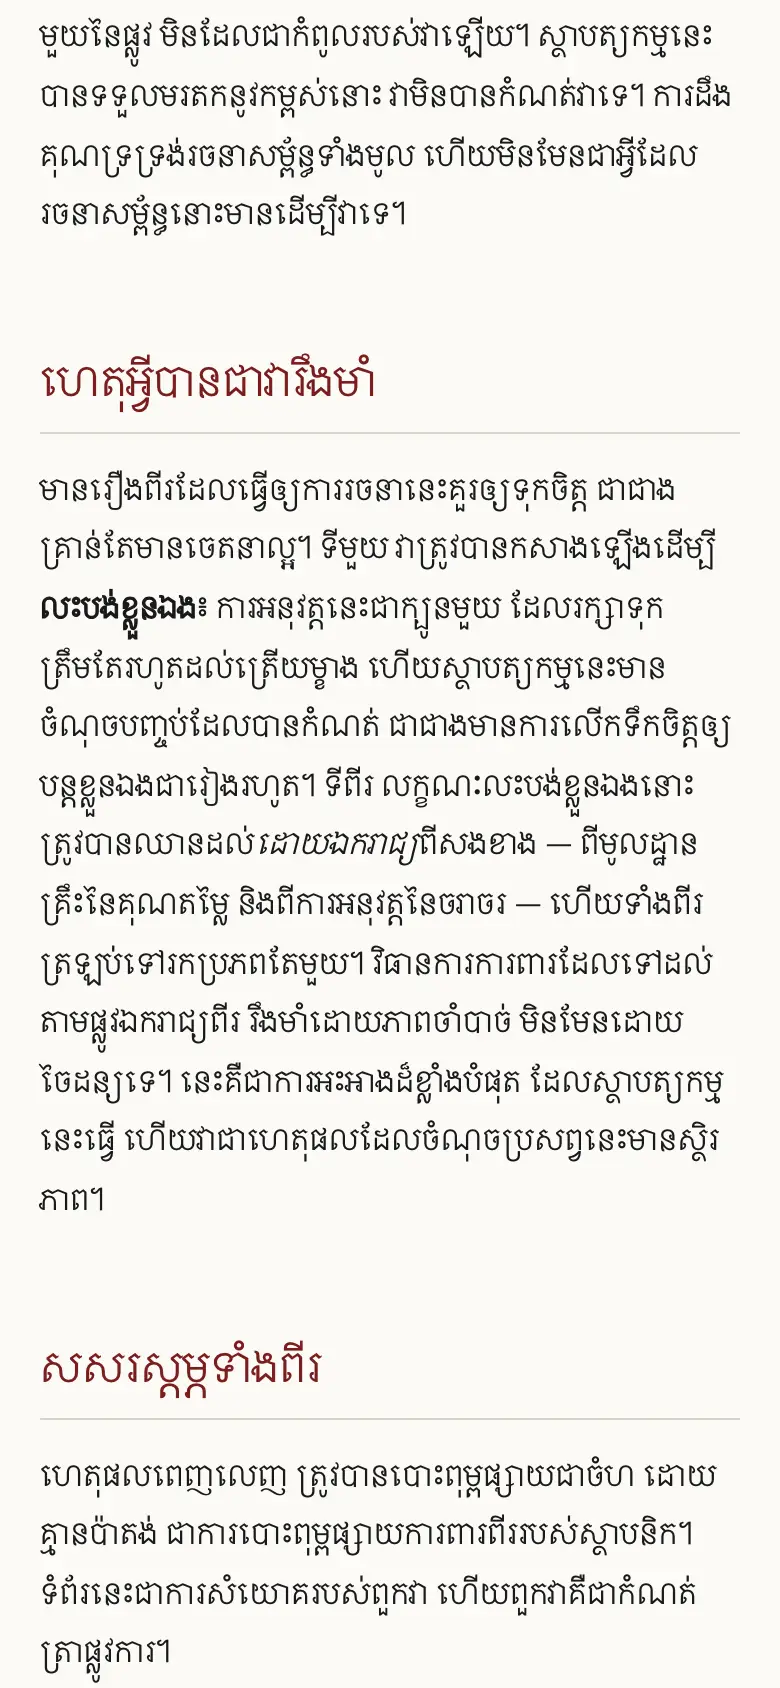 មួយនៃផ្លូវ មិនដែលជាកំពូលរបស់វាឡើយ។ ស្ថាបត្យកម្មនេះ
បានទទួលមរតកនូវកម្ពស់នោះ វាមិនបានកំណត់វាទេ។ ការដឹង
គុណទ្រទ្រង់រចនាសម្ព័ន្ធទាំងមូល ហើយមិនមែនជាអ្វីដែល
រចនាសម្ព័ន្ធនោះមានដើម្បីវាទេ។
ហេតុអ្វីបានជាវារឹងមាំ
មានរឿងពីរដែលធ្វើឲ្យការរចនានេះគួរឲ្យទុកចិត្ត ជាជាង
គ្រាន់តែមានចេតនាល្អ។ ទីមួយ វាត្រូវបានកសាងឡើងដើម្បី
លះបង់ខ្លួនឯង៖ ការអនុវត្តនេះជាក្បូនមួយ ដែលរក្សាទុក
ត្រឹមតែរហូតដល់ត្រើយម្ខាង ហើយស្ថាបត្យកម្មនេះមាន
ចំណុចបញ្ចប់ដែលបានកំណត់ ជាជាងមានការលើកទឹកចិត្តឲ្យ
បន្តខ្លួនឯងជារៀងរហូត។ ទីពីរ លក្ខណៈលះបង់ខ្លួនឯងនោះ
ត្រូវបានឈានដល់ដោយឯករាជ្យពីសងខាង — ពីមូលដ្ឋាន
គ្រឹះនៃគុណតម្លៃ និងពីការអនុវត្តនៃចរាចរ — ហើយទាំងពីរ
ត្រឡប់ទៅរកប្រភពតែមួយ។ វិធានការការពារដែលទៅដល់
តាមផ្លូវឯករាជ្យពីរ រឹងមាំដោយភាពចាំបាច់ មិនមែនដោយ
ចៃដន្យទេ។ នេះគឺជាការអះអាងដ៏ខ្លាំងបំផុត ដែលស្ថាបត្យកម្ម
នេះធ្វើ ហើយវាជាហេតុផលដែលចំណុចប្រសព្វនេះមានស្ថិរ
ភាព។
សសរស្តម្ភទាំងពីរ
ហេតុផលពេញលេញ ត្រូវបានបោះពុម្ពផ្សាយជាចំហ ដោយ
គ្មានប៉ាតង់ ជាការបោះពុម្ពផ្សាយការពារពីររបស់ស្ថាបនិក។
ទំព័រនេះជាការសំយោគរបស់ពួកវា ហើយពួកវាគឺជាកំណត់
ត្រាផ្លូវការ។